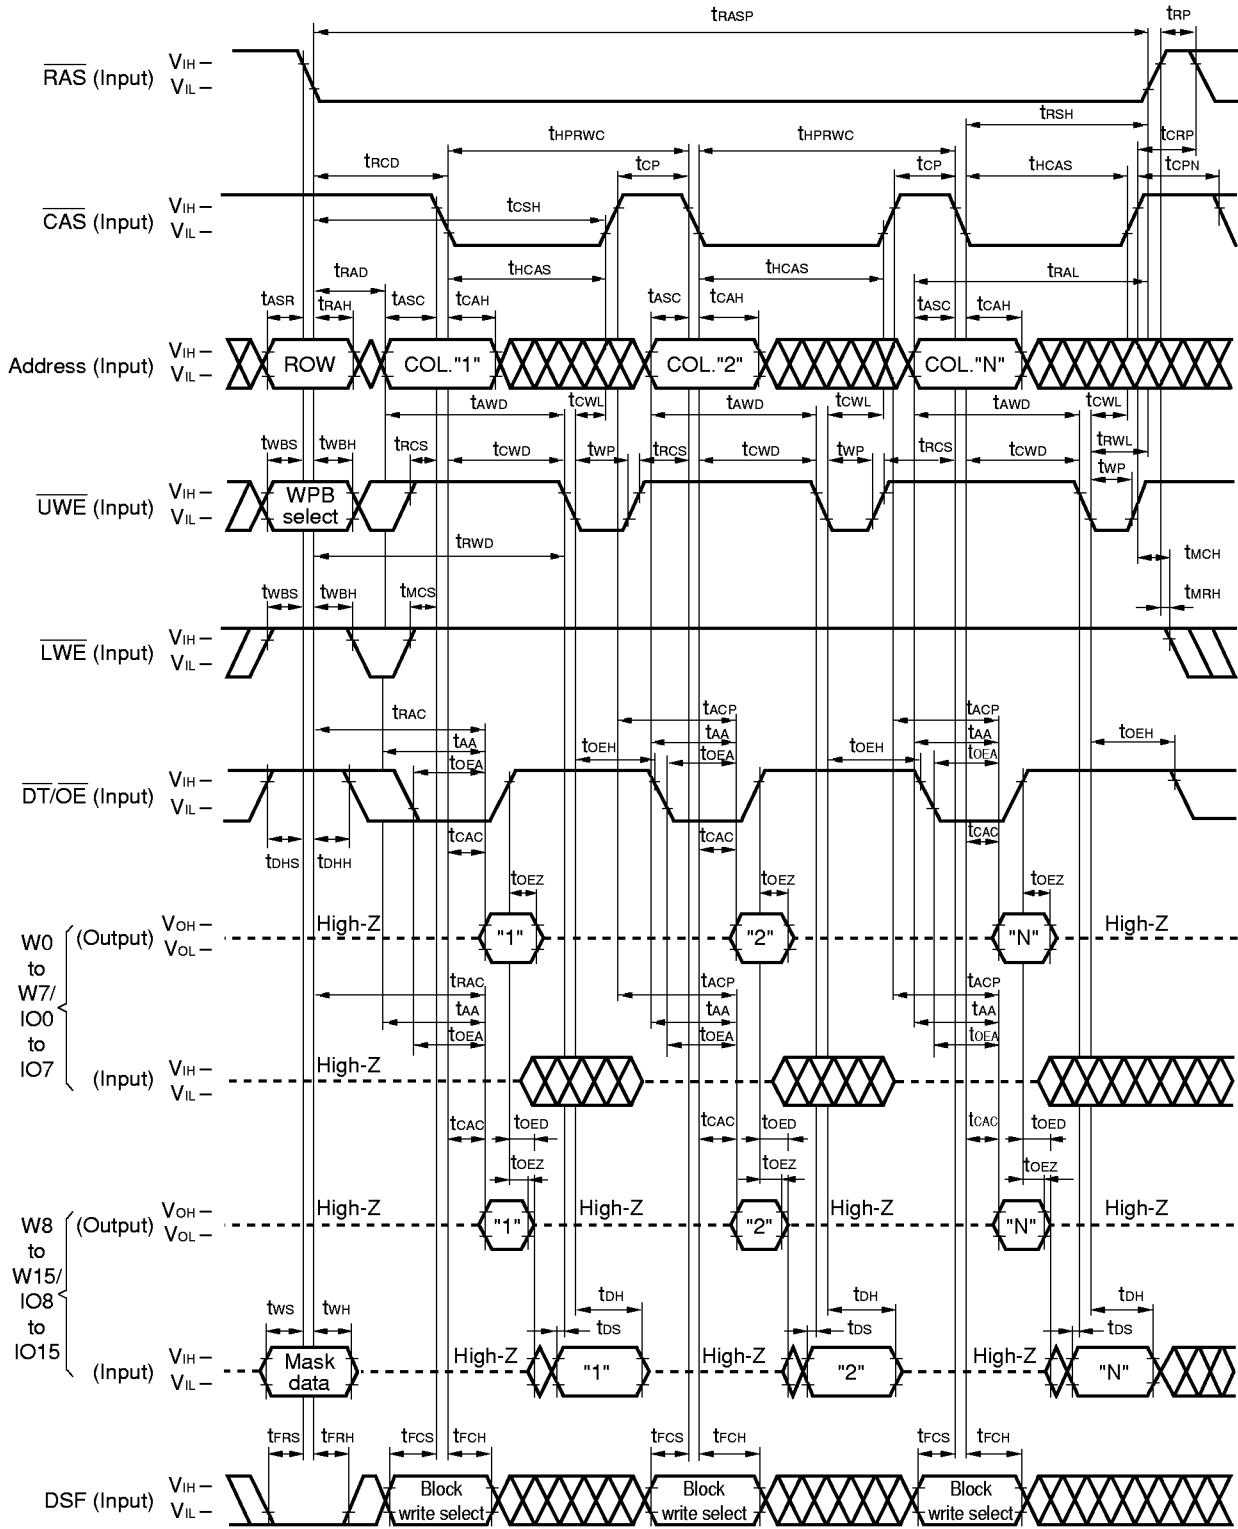 tRASP tRP
RAS (Input) VIH VIL
tRSH
tHPRWC tHPRWC tCRP
tRCD tCP tCP tHCAS tCPN
CAS (Input) VIH VIL tCSH
tHCAS tHCAS tRAL
tRAD
tASR tRAH tASC tCAH tASC tCAH tASC tCAH
Address (Input) VIH VIL ROW COL."1" COL."2" COL."N"
tAWD tCWL tAWD tCWL tAWD tCWL
tWBS tWBH tRCS tCWD tWP tRCS tCWD tWP tRCS tCWD tRWL
tWP
UWE (Input) VIH VIL WPB select
tRWD tMCH
tWBS tWBH tMCS tMRH
LWE (Input) VIH VIL
tRAC tACP tACP
tAA tOEH tAA tOEH tAA tOEH
tOEA tOEA tOEA
DT/OE (Input) VIH VIL
tDHS tDHH tCAC tCAC tCAC
tOEZ tOEZ tOEZ
W0 to W7/ IO0 to IO7
(Output) VOH VOL High-Z "1" "2" "N" High-Z
tRAC tACP tACP
tAA tAA tAA
tOEA tOEA tOEA
(Input) VIH VIL High-Z
tCAC tOED tCAC tOED tCAC tOED
tOEZ tOEZ tOEZ
W8 to W15/ IO8 to IO15
(Output) VOH VOL High-Z "1" High-Z "2" High-Z "N" High-Z
tWS tWH tDH tDH tDH
tDS tDS tDS
(Input) VIH VIL Mask data High-Z "1" High-Z "2" High-Z "N"
tFRS tFRH tFCS tFCH tFCS tFCH tFCS tFCH
DSF (Input) VIH VIL Block write select Block write select Block write select